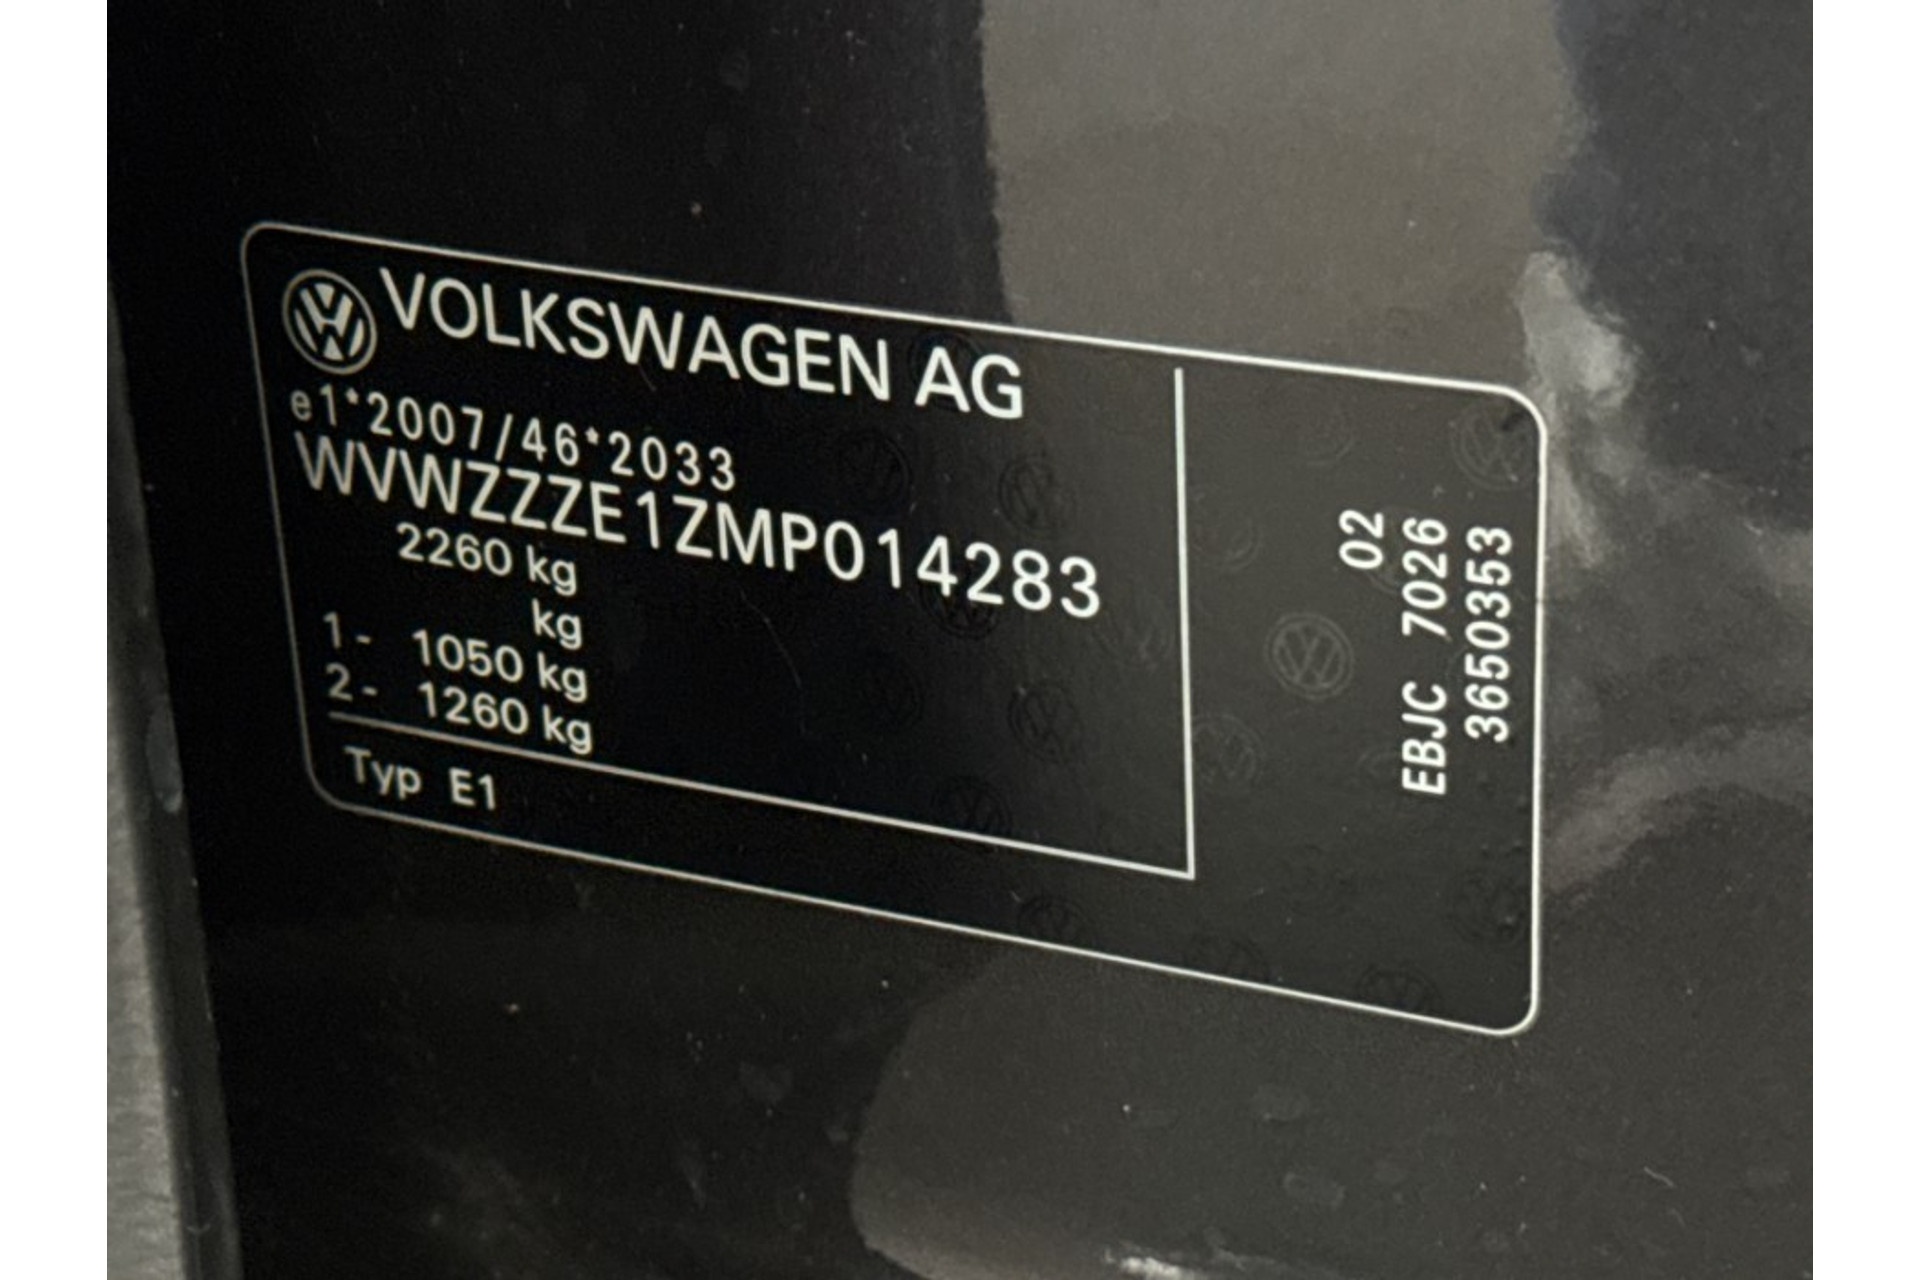 VOLKSWAGEN AG
e1*2007/46*2033
WVWZZZE1ZMP014283
2260 kg
kg
1- 1050 kg
2- 1260 kg
Typ E1
02
EBJC 7026
3650353